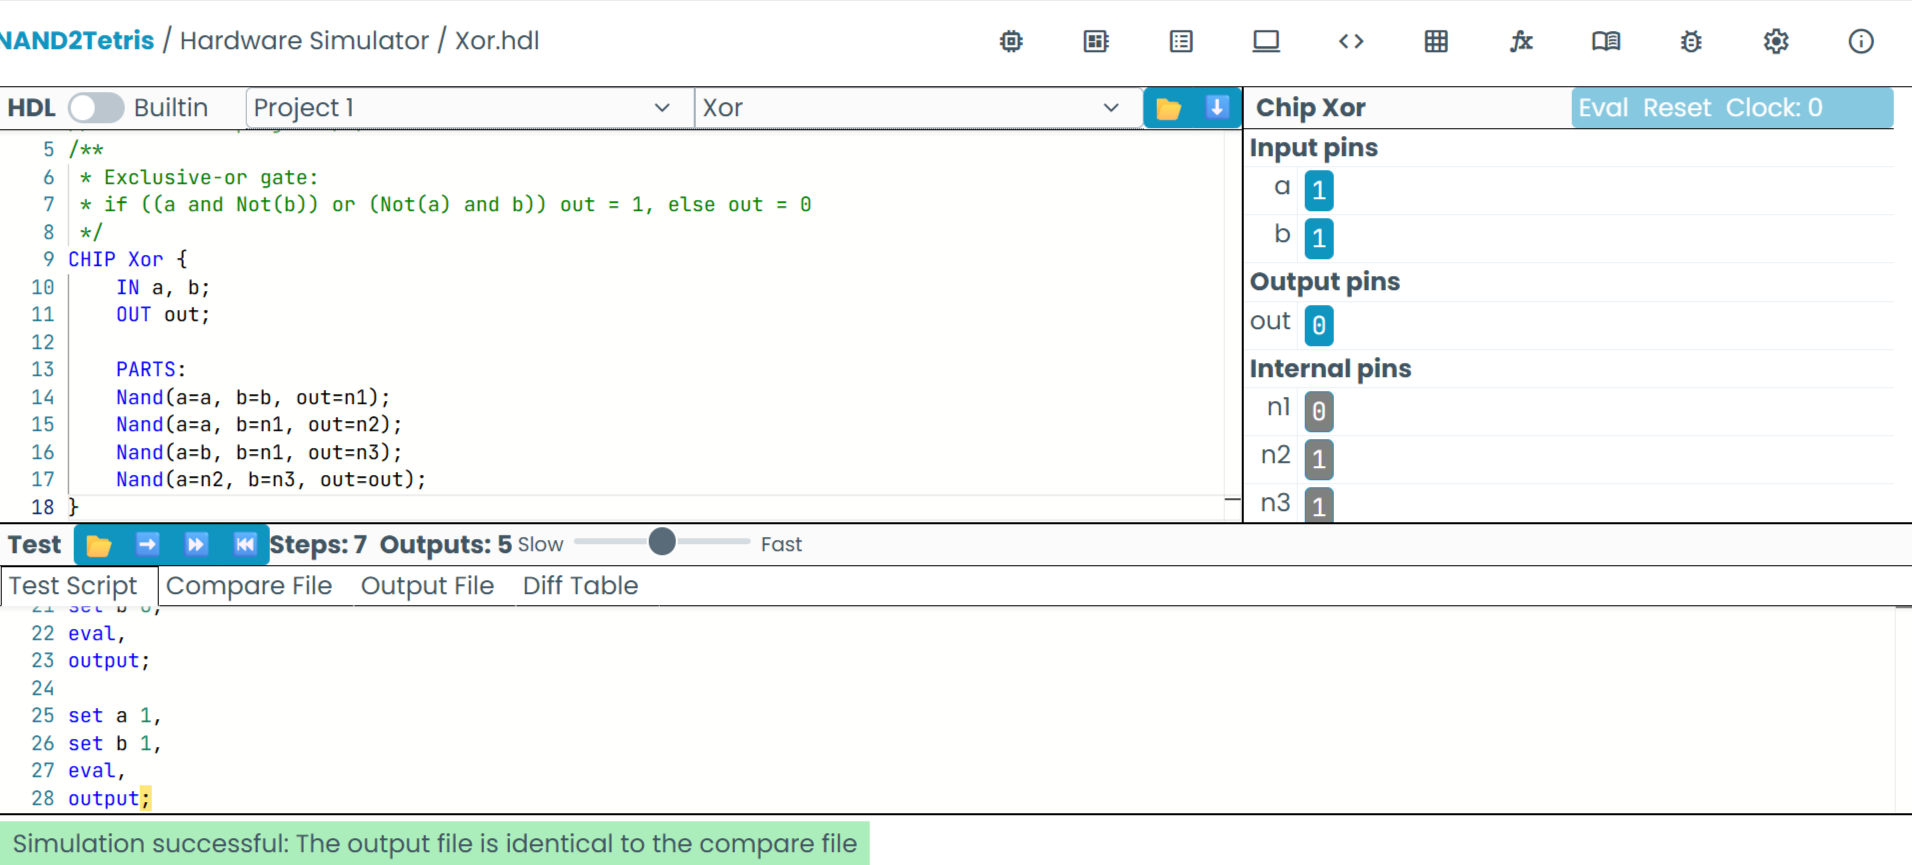 NAND2Tetris / Hardware Simulator / Xor.hdl
HDL Builtin Project 1 Xor
5 /**
6 * Exclusive-or gate:
7 * if ((a and Not(b)) or (Not(a) and b)) out = 1, else out = 0
8 */
9 CHIP Xor {
10 IN a, b;
11 OUT out;
12
13 PARTS:
14 Nand(a=a, b=b, out=n1);
15 Nand(a=a, b=n1, out=n2);
16 Nand(a=b, b=n1, out=n3);
17 Nand(a=n2, b=n3, out=out);
18 }
Chip Xor Eval Reset Clock: 0
Input pins
a 1
b 1
Output pins
out 0
Internal pins
n1 0
n2 1
n3 1
Test Steps: 7 Outputs: 5 Slow Fast
Test Script Compare File Output File Diff Table
21 set b 0,
22 eval,
23 output;
24
25 set a 1,
26 set b 1,
27 eval,
28 output;
Simulation successful: The output file is identical to the compare file